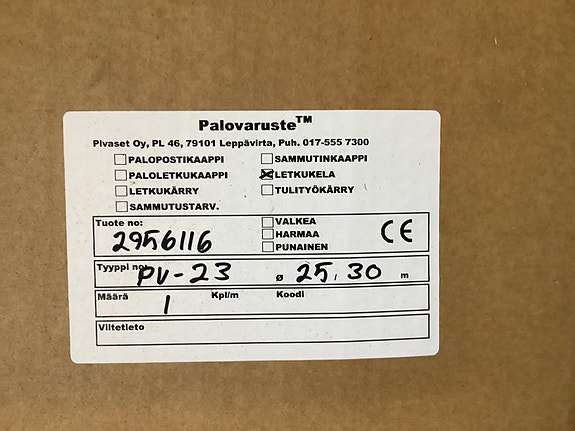 Palovaruste™
Pivaset Oy, PL 46, 79101 Leppävirta, Puh. 017-555 7300
PALOPOSTIKAAPPI SAMMUTINKAAPPI
PALOLETKUKAAPPI LETKUKELA
LETKUKÄRRY TULITYÖKÄRRY
SAMMUTUSTARV.
Tuote no: 2956116
VALKEA
HARMAA
PUNAINEN
CE
Tyyppi no: PV-23 ø 25, 30 m
Määrä 1 Kpl/m Koodi
Viitetieto